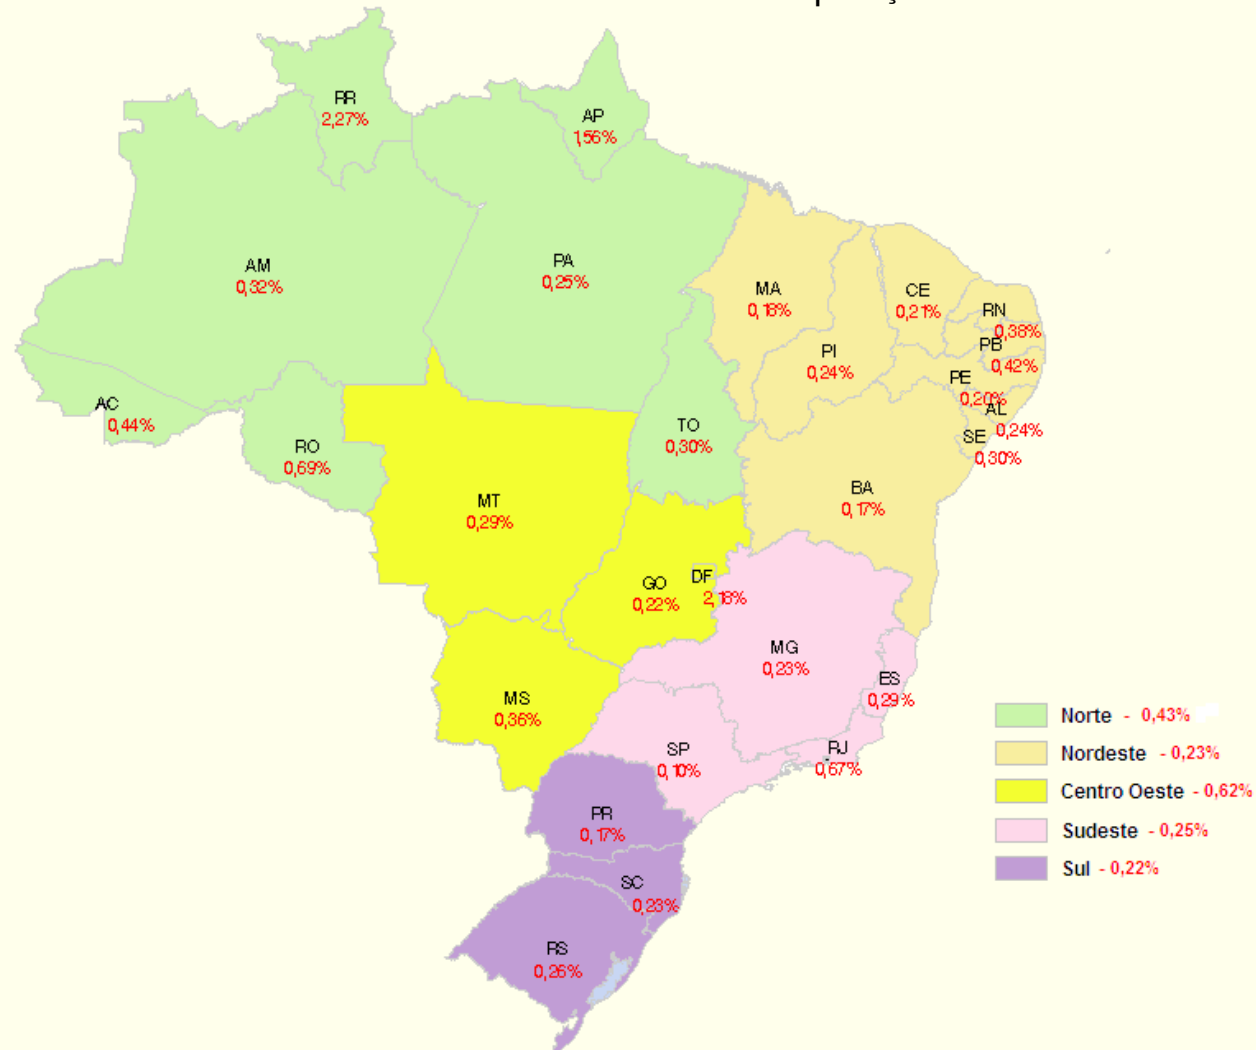 RR
2,27%
AP
1,56%
AM
0,32%
PA
0,25%
MA
0,18%
CE
0,21%
RN
0,38%
PB
0,42%
PI
0,24%
PE
0,20%
AL
0,24%
SE
0,30%
AC
0,44%
RO
0,69%
TO
0,30%
MT
0,29%
BA
0,17%
GO
0,22%
DF
2,18%
MG
0,23%
ES
0,29%
MS
0,36%
SP
0,10%
RJ
0,67%
PR
0,17%
SC
0,23%
RS
0,26%
Norte - 0,43%
Nordeste - 0,23%
Centro Oeste - 0,62%
Sudeste - 0,25%
Sul - 0,22%